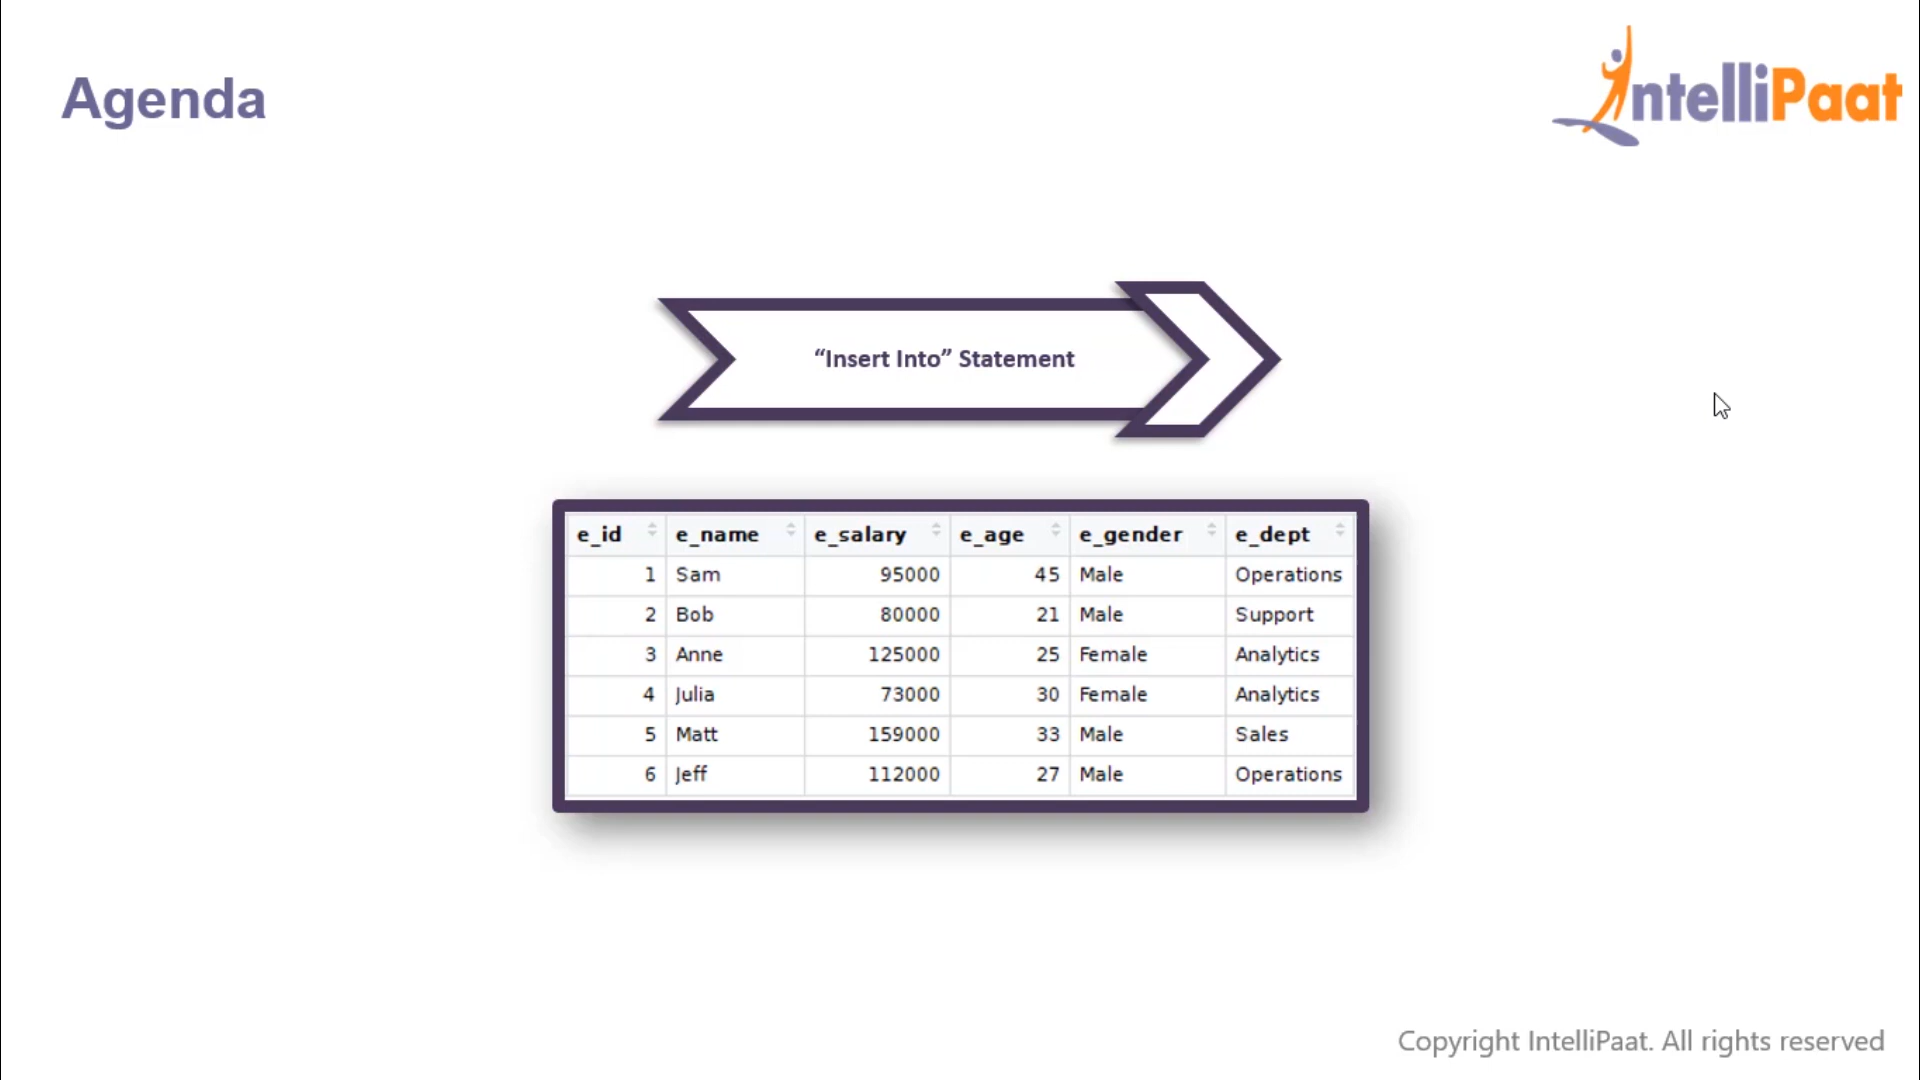 Agenda
IntelliPaat
“Insert Into” Statement
e_id e_name e_salary e_age e_gender e_dept
1 Sam 95000 45 Male Operations
2 Bob 80000 21 Male Support
3 Anne 125000 25 Female Analytics
4 Julia 73000 30 Female Analytics
5 Matt 159000 33 Male Sales
6 Jeff 112000 27 Male Operations
Copyright IntelliPaat. All rights reserved